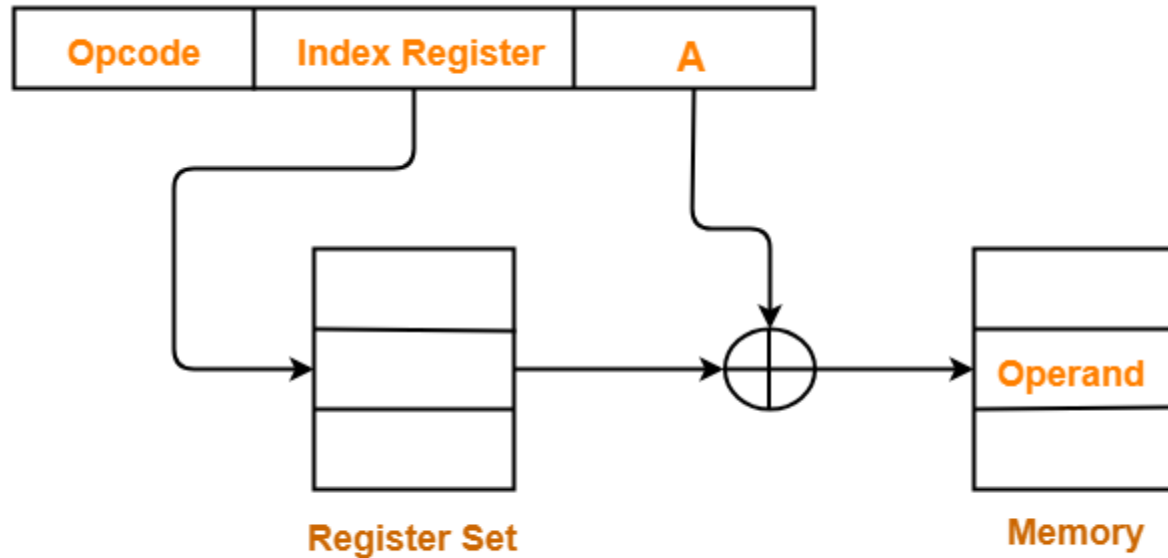 Opcode
Index Register
A
Operand
Register Set
Memory